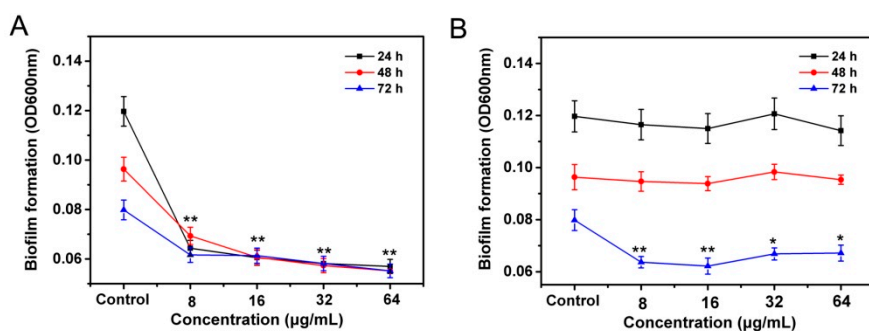 A
Biofilm formation (OD600nm)
0.14
0.12
0.10
0.08
0.06
24 h
48 h
72 h
**
**
**
**
Control
8
16
32
64
Concentration (µg/mL)
B
Biofilm formation (OD600nm)
0.14
0.12
0.10
0.08
0.06
24 h
48 h
72 h
**
**
*
*
Control
8
16
32
64
Concentration (µg/mL)